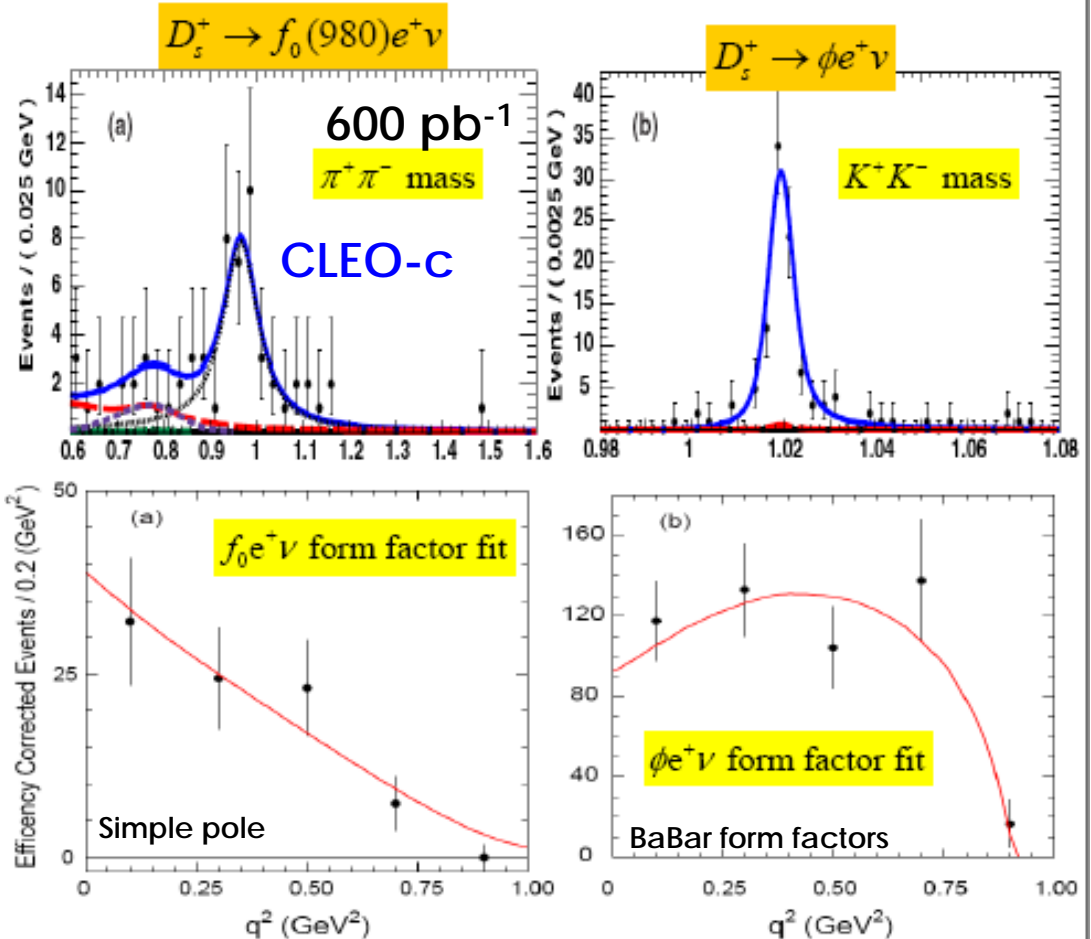 D_s^+ → f_0(980)e^+ν
D_s^+ → φe^+ν
Events / ( 0.025 GeV )
14
12
10
8
6
4
2
(a)
600 pb^-1
π^+π^- mass
CLEO-c
0.6 0.7 0.8 0.9 1 1.1 1.2 1.3 1.4 1.5 1.6
Events / ( 0.0025 GeV )
40
35
30
25
20
15
10
5
(b)
K^+K^- mass
0.98 1 1.02 1.04 1.06 1.08
Efficency Corrected Events / 0.2 (GeV^2)
50
25
0
(a)
f_0e^+ν form factor fit
Simple pole
0 0.25 0.50 0.75 1.00
q^2 (GeV^2)
160
120
80
40
0
(b)
φe^+ν form factor fit
BaBar form factors
0 0.25 0.50 0.75 1.00
q^2 (GeV^2)